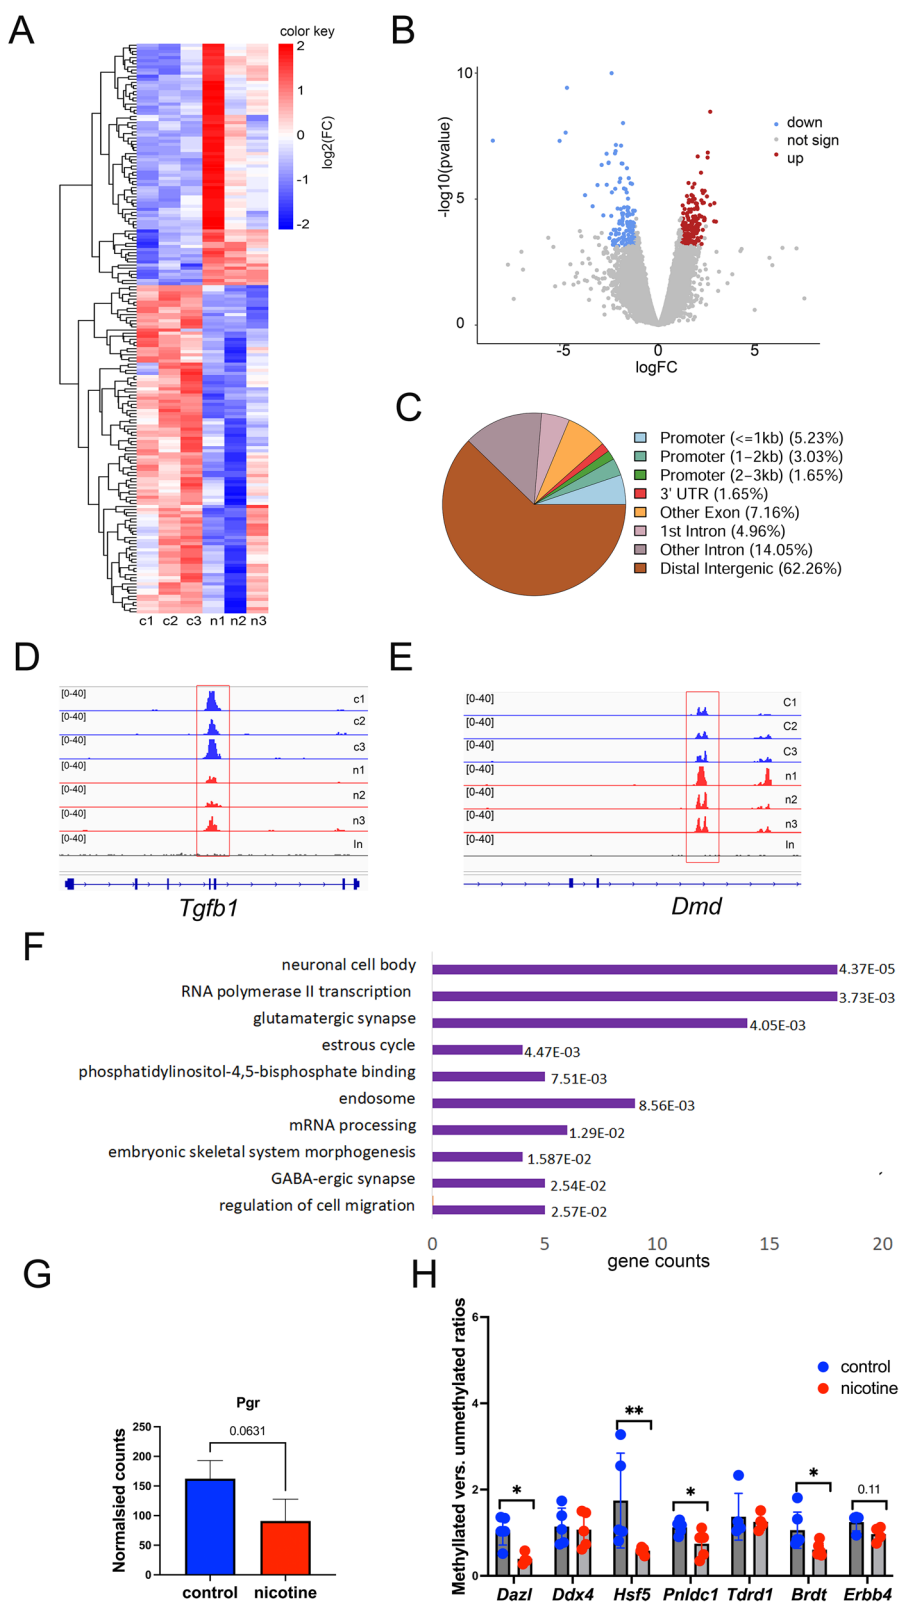 A
color key
2
1
0
-1
-2
log2(FC)
c1 c2 c3 n1 n2 n3
B
10
5
0
-log10(pvalue)
-5 0 5
logFC
down
not sign
up
C
Promoter (<=1kb) (5.23%)
Promoter (1-2kb) (3.03%)
Promoter (2-3kb) (1.65%)
3' UTR (1.65%)
Other Exon (7.16%)
1st Intron (4.96%)
Other Intron (14.05%)
Distal Intergenic (62.26%)
D
[0-40] c1
[0-40] c2
[0-40] c3
[0-40] n1
[0-40] n2
[0-40] n3
[0-40] In
Tgfb1
E
[0-40] C1
[0-40] C2
[0-40] C3
[0-40] n1
[0-40] n2
[0-40] n3
[0-40] In
Dmd
F
neuronal cell body 4.37E-05
RNA polymerase II transcription 3.73E-03
glutamatergic synapse 4.05E-03
estrous cycle 4.47E-03
phosphatidylinositol-4,5-bisphosphate binding 7.51E-03
endosome 8.56E-03
mRNA processing 1.29E-02
embryonic skeletal system morphogenesis 1.587E-02
GABA-ergic synapse 2.54E-02
regulation of cell migration 2.57E-02
0 5 10 15 20
gene counts
G
Pgr
0.0631
250
200
150
100
50
0
Normalsied counts
control nicotine
H
Methyllated vers. unmethylated ratios
6
4
2
0
control
nicotine
* ** * * 0.11
Dazl Ddx4 Hsf5 Pnldc1 Tdrd1 Brdt Erbb4